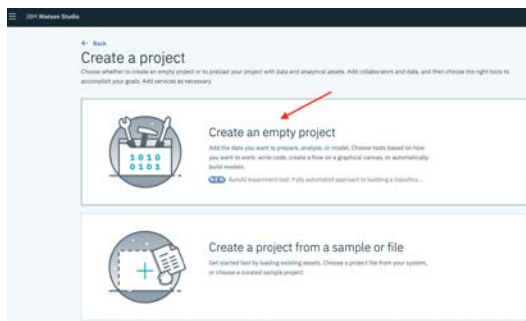 IBM Watson Studio
← Back
Create a project
Choose whether to create an empty project or to preload your project with data and analytical assets. Add collaborators and data, and then choose the right tools to
accomplish your goals. Add services as necessary.
Create an empty project
Add the data you want to prepare, analyze, or model. Choose tools based on how
you want to work: write code, create a flow on a graphical canvas, or automatically
build models.
NEW AutoAI experiment tool: Fully automated approach to building a classifica...
1010
0101
Create a project from a sample or file
Get started fast by loading existing assets. Choose a project file from your system,
or choose a curated sample project.